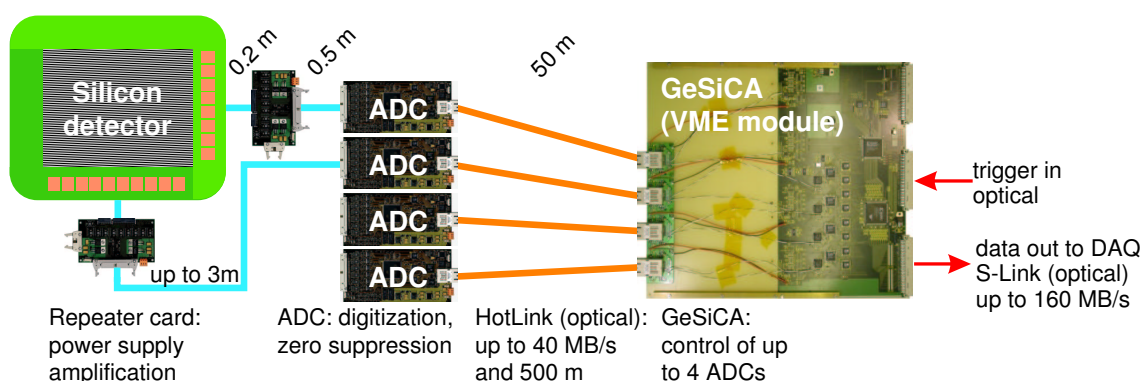 Silicon
detector
0.2 m
0.5 m
50 m
ADC
ADC
ADC
ADC
GeSiCA
(VME module)
trigger in
optical
data out to DAQ
S-Link (optical)
up to 160 MB/s
up to 3m
Repeater card:
power supply
amplification
ADC: digitization,
zero suppression
HotLink (optical):
up to 40 MB/s
and 500 m
GeSiCA:
control of up
to 4 ADCs